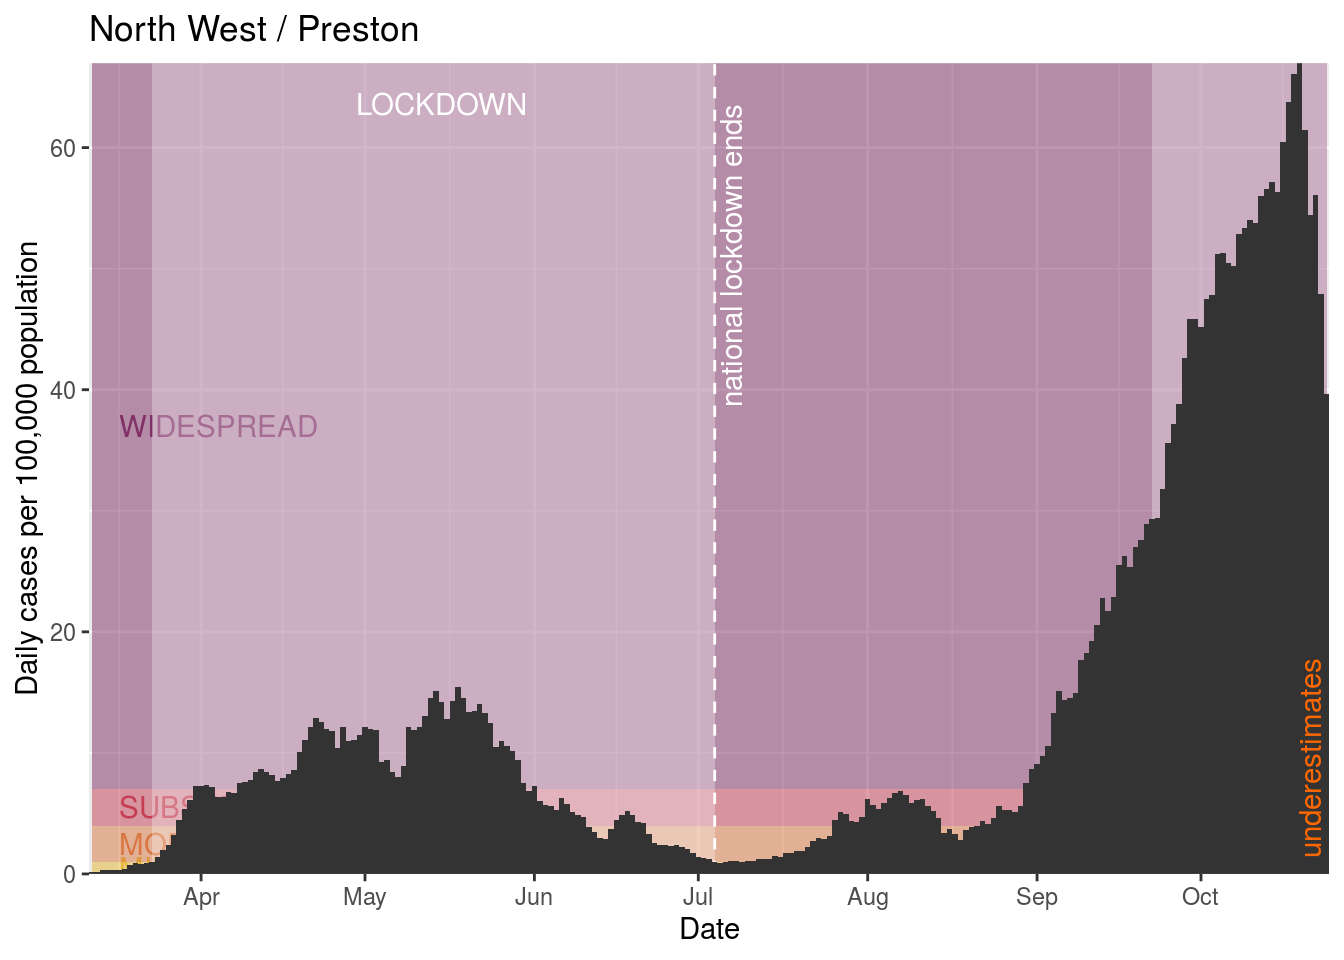 North West / Preston
LOCKDOWN
national lockdown ends
WIDESPREAD
underestimates
60
40
20
0
Daily cases per 100,000 population
Apr
May
Jun
Jul
Aug
Sep
Oct
Date